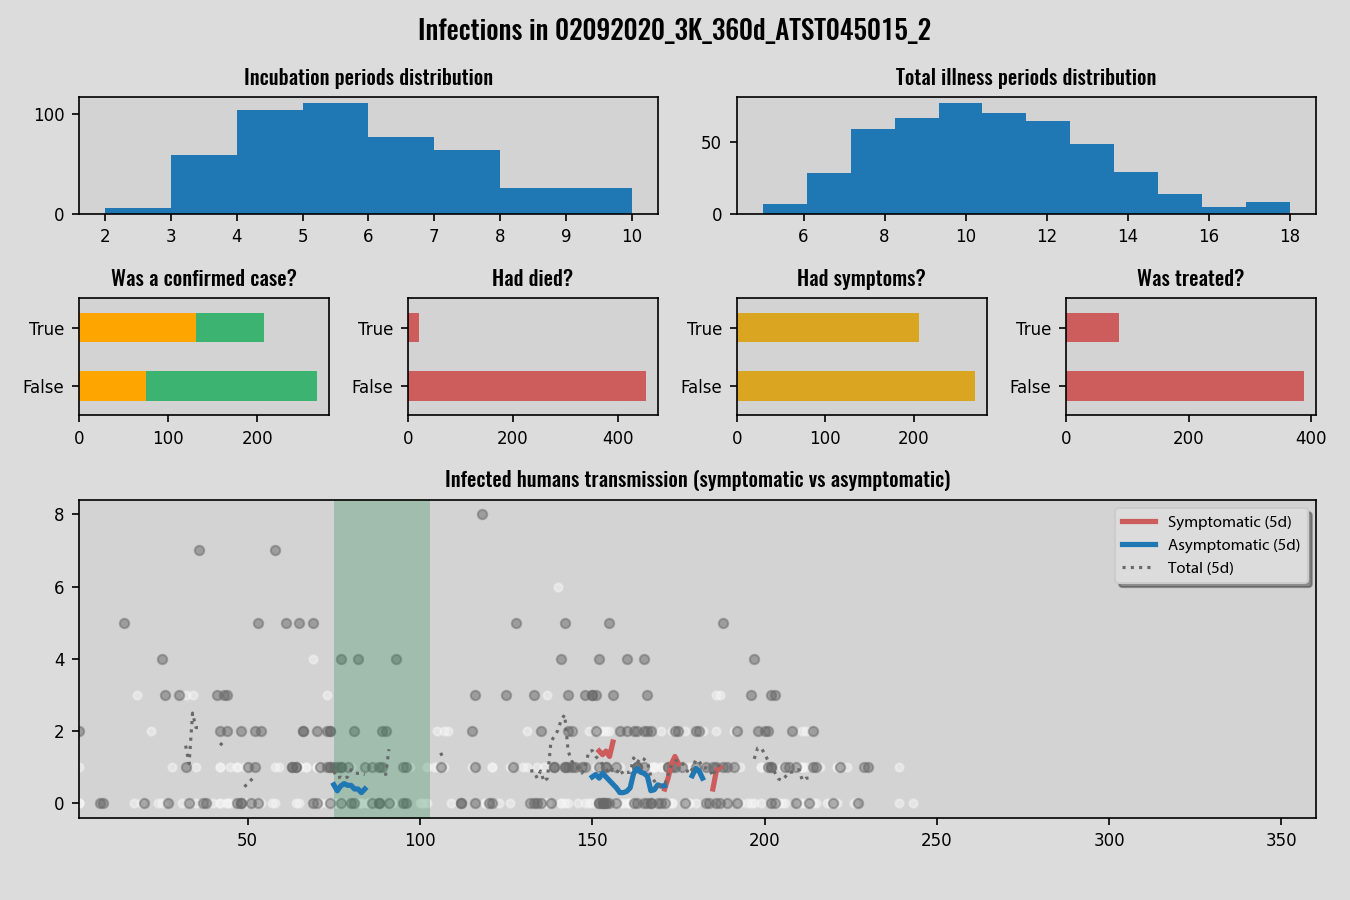 Infections in 02092020_3K_360d_ATST045015_2
Incubation periods distribution
Total illness periods distribution
100
0
2 3 4 5 6 7 8 9 10
50
0
6 8 10 12 14 16 18
Was a confirmed case?
Had died?
Had symptoms?
Was treated?
True
False
0 100 200
True
False
0 200 400
True
False
0 100 200
True
False
0 200 400
Infected humans transmission (symptomatic vs asymptomatic)
8
6
4
2
0
50 100 150 200 250 300 350
Symptomatic (5d)
Asymptomatic (5d)
Total (5d)